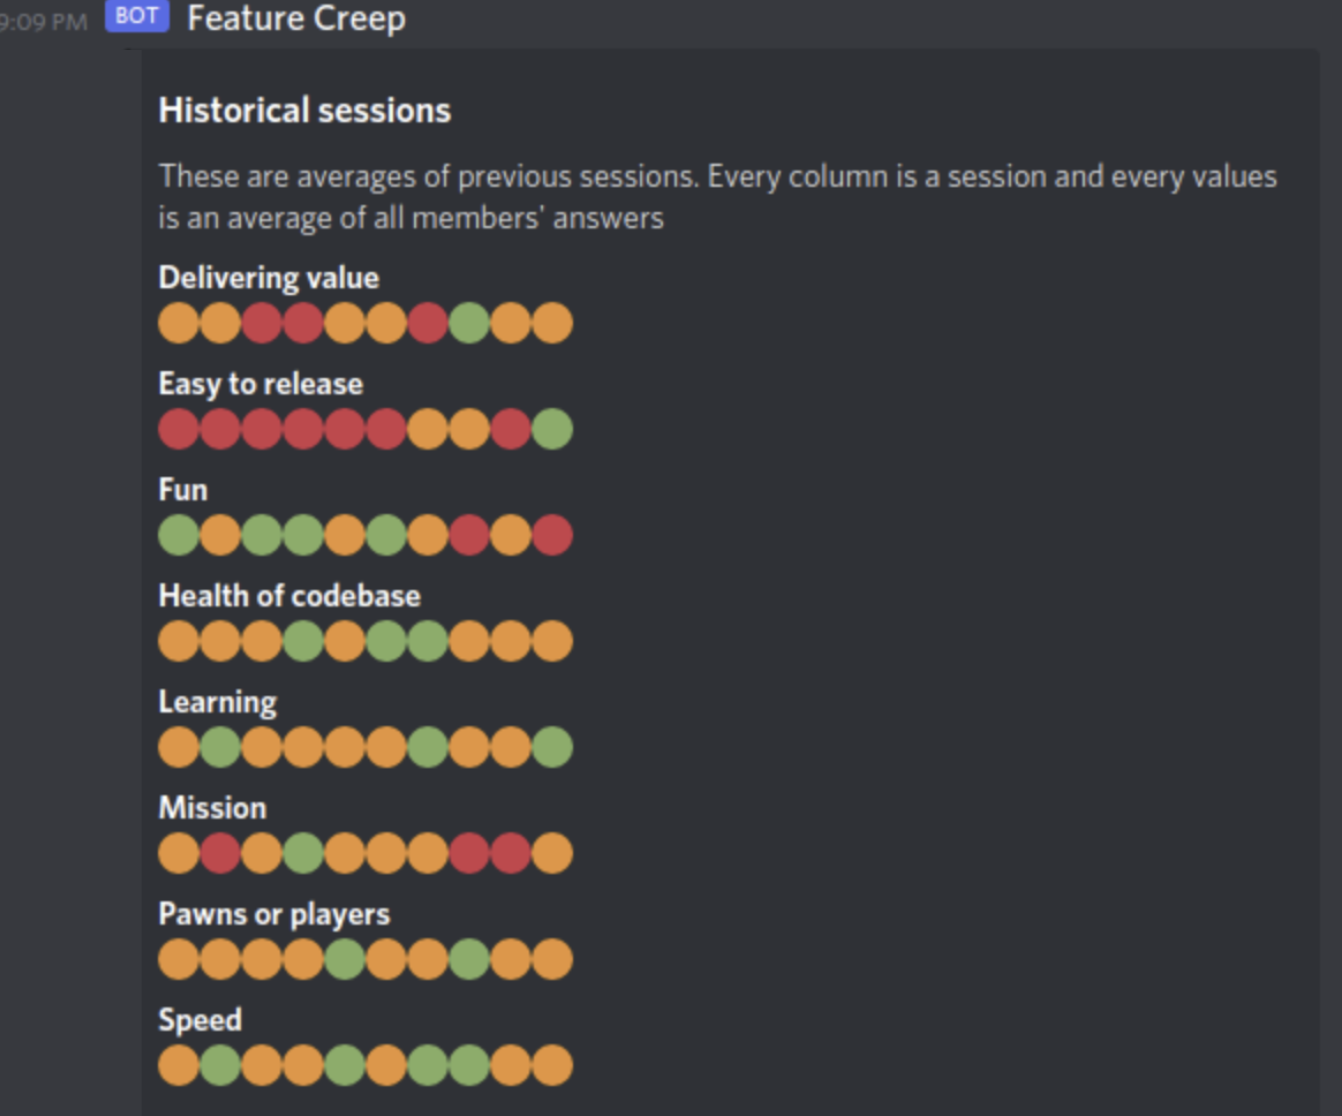 9:09 PM BOT Feature Creep
Historical sessions
These are averages of previous sessions. Every column is a session and every values
is an average of all members' answers
Delivering value
Easy to release
Fun
Health of codebase
Learning
Mission
Pawns or players
Speed